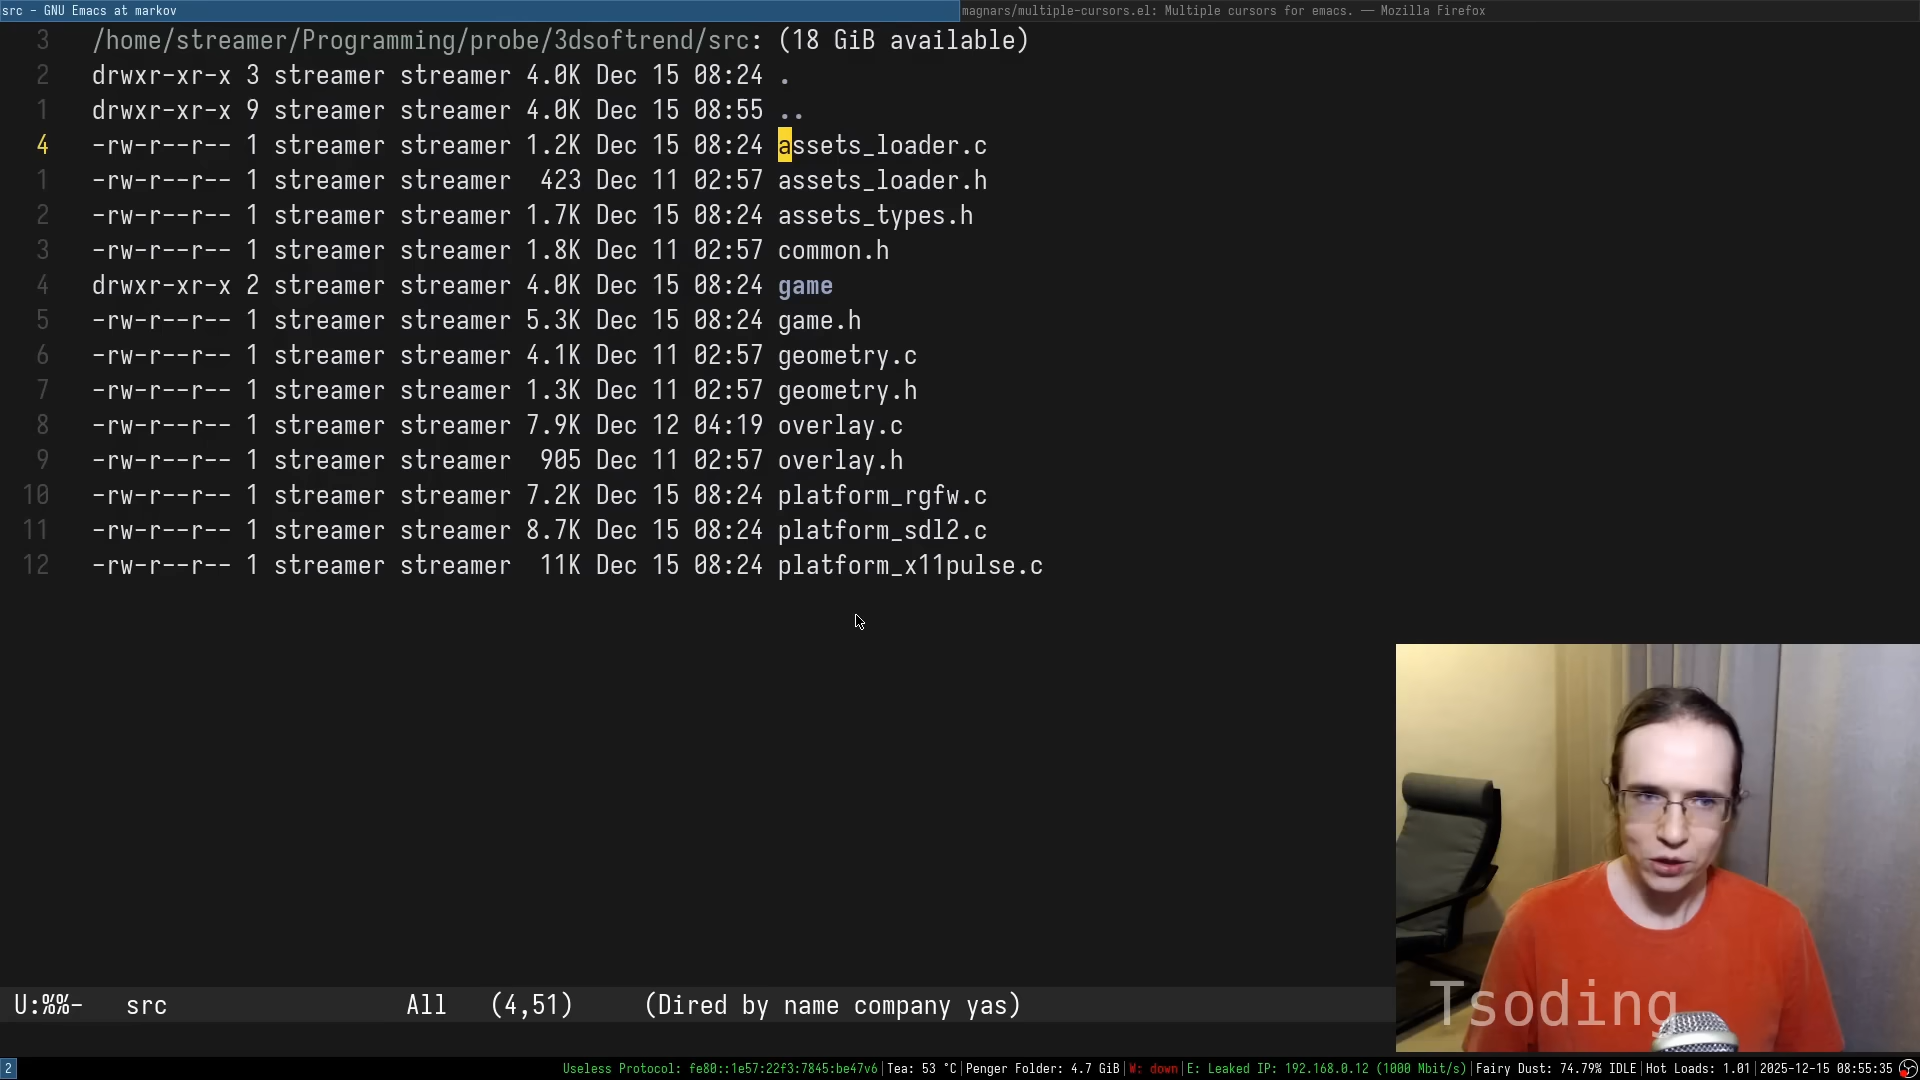 src - GNU Emacs at markov
magnars/multiple-cursors.el: Multiple cursors for emacs. — Mozilla Firefox
3 /home/streamer/Programming/probe/3dsoftrend/src: (18 GiB available)
2 drwxr-xr-x 3 streamer streamer 4.0K Dec 15 08:24 .
1 drwxr-xr-x 9 streamer streamer 4.0K Dec 15 08:55 ..
4 -rw-r--r-- 1 streamer streamer 1.2K Dec 15 08:24 assets_loader.c
1 -rw-r--r-- 1 streamer streamer 423 Dec 11 02:57 assets_loader.h
2 -rw-r--r-- 1 streamer streamer 1.7K Dec 15 08:24 assets_types.h
3 -rw-r--r-- 1 streamer streamer 1.8K Dec 11 02:57 common.h
4 drwxr-xr-x 2 streamer streamer 4.0K Dec 15 08:24 game
5 -rw-r--r-- 1 streamer streamer 5.3K Dec 15 08:24 game.h
6 -rw-r--r-- 1 streamer streamer 4.1K Dec 11 02:57 geometry.c
7 -rw-r--r-- 1 streamer streamer 1.3K Dec 11 02:57 geometry.h
8 -rw-r--r-- 1 streamer streamer 7.9K Dec 12 04:19 overlay.c
9 -rw-r--r-- 1 streamer streamer 905 Dec 11 02:57 overlay.h
10 -rw-r--r-- 1 streamer streamer 7.2K Dec 15 08:24 platform_rgfw.c
11 -rw-r--r-- 1 streamer streamer 8.7K Dec 15 08:24 platform_sdl2.c
12 -rw-r--r-- 1 streamer streamer 11K Dec 15 08:24 platform_x11pulse.c
U:%%- src All (4,51) (Dired by name company yas)
Tsoding
2 Useless Protocol: fe80::1e57:22f3:7845:be47v6|Tea: 53 °C|Penger Folder: 4.7 GiB|W: down|E: Leaked IP: 192.168.0.12 (1000 Mbit/s)|Fairy Dust: 74.79% IDLE|Hot Loads: 1.01|2025-12-15 08:55:35